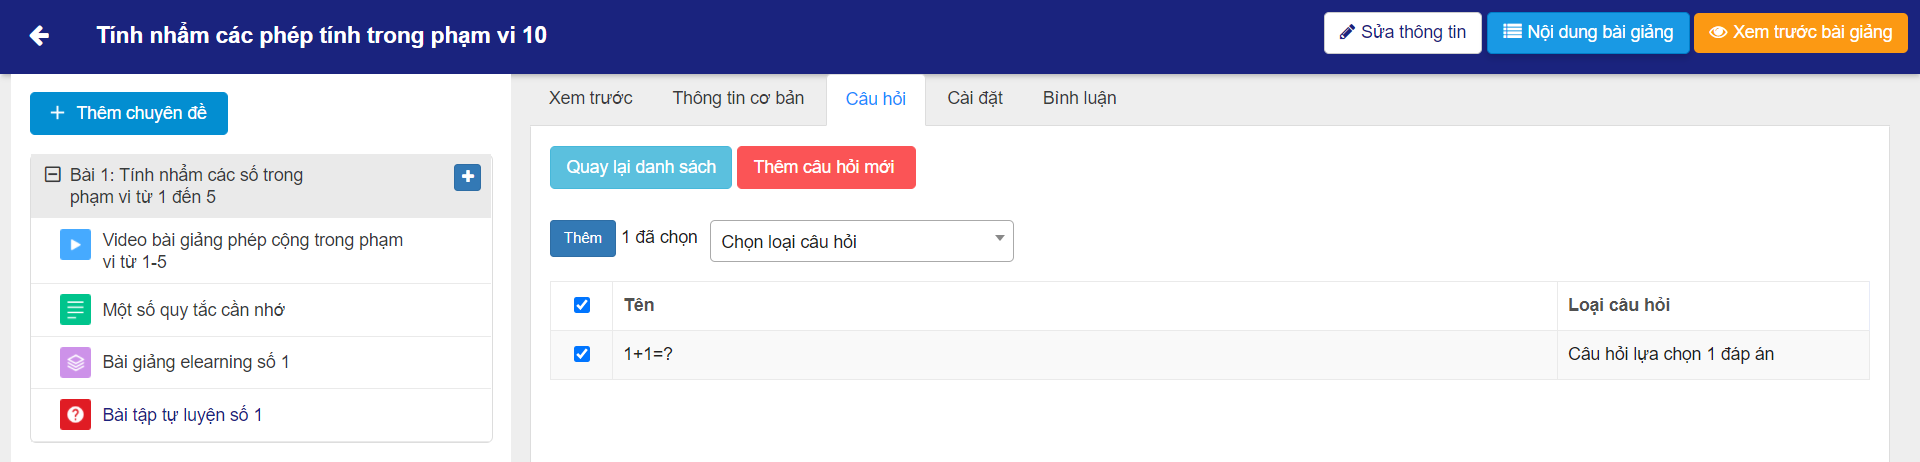 Tính nhẩm các phép tính trong phạm vi 10
Sửa thông tin
Nội dung bài giảng
Xem trước bài giảng
Thêm chuyên đề
Bài 1: Tính nhẩm các số trong
phạm vi từ 1 đến 5
Video bài giảng phép cộng trong phạm
vi từ 1-5
Một số quy tắc cần nhớ
Bài giảng elearning số 1
Bài tập tự luyện số 1
Xem trước
Thông tin cơ bản
Câu hỏi
Cài đặt
Bình luận
Quay lại danh sách
Thêm câu hỏi mới
Thêm
1 đã chọn
Chọn loại câu hỏi
Tên
Loại câu hỏi
1+1=?
Câu hỏi lựa chọn 1 đáp án